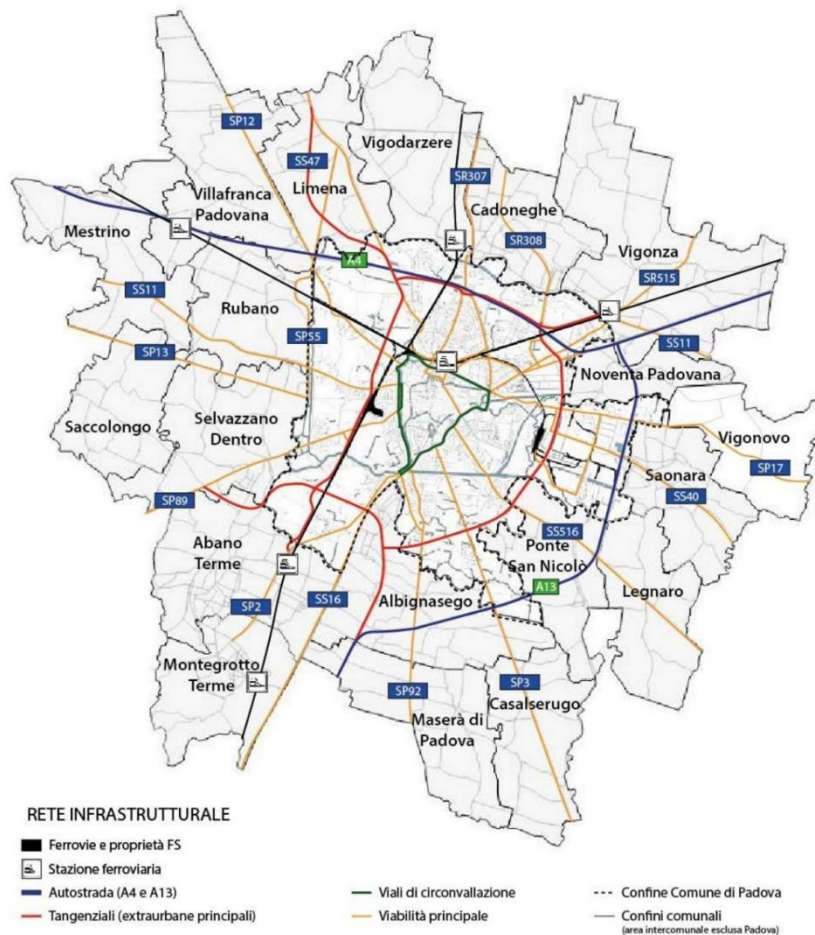 SP12
Vigodarzere
SS47
Limena
SR307
Villafranca
Padovana
Cadoneghe
Mestrino
SR308
Vigonza
A4
SR515
SS11
Rubano
SP55
SS11
SP13
Noventa Padovana
Saccolongo
Selvazzano
Dentro
Vigonovo
Saonara
SP17
SP89
SS40
Abano
Terme
SS516
Ponte
San Nicolò
A13
Legnaro
SP2
SS16
Albignasego
Montegrotto
Terme
SP92
SP3
Casalserugo
Maserà di
Padova
RETE INFRASTRUTTURALE
Ferrovie e proprietà FS
Stazione ferroviaria
Autostrada (A4 e A13)
Tangenziali (extraurbane principali)
Viali di circonvallazione
Viabilità principale
Confine Comune di Padova
Confini comunali
(area intercomunale esclusa Padova)